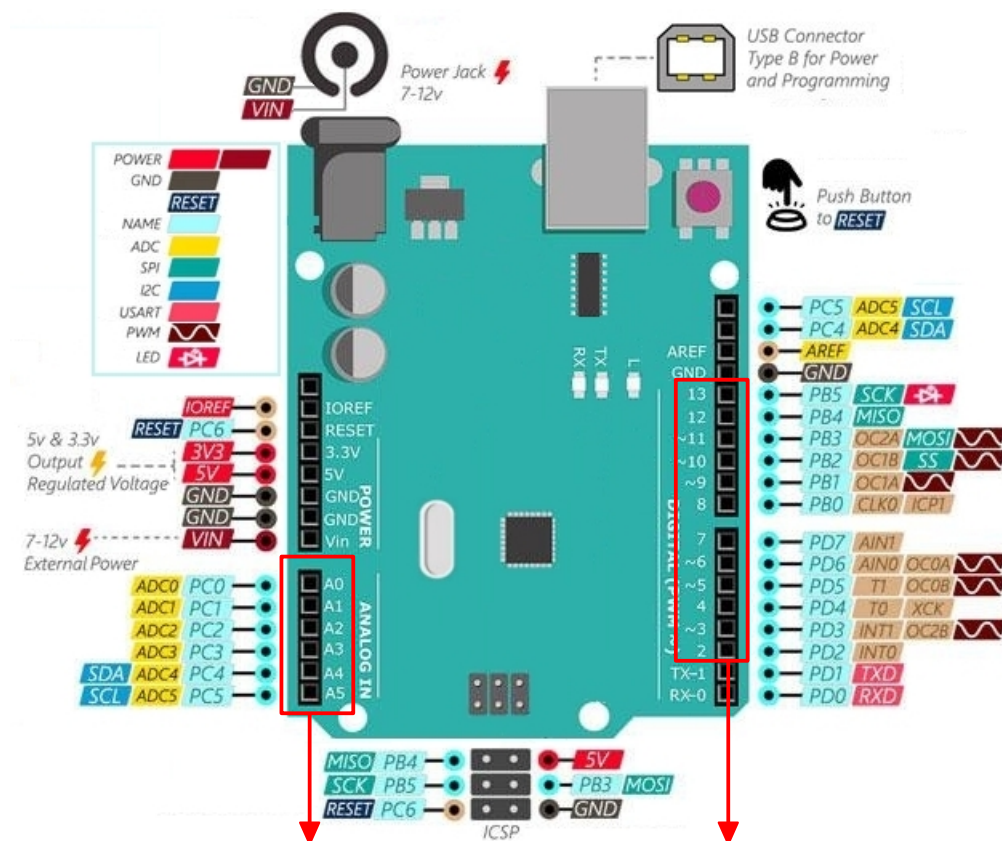 USB Connector
Type B for Power
and Programming
Power Jack
7-12v
GND
VIN
POWER
GND
RESET
NAME
ADC
SPI
I2C
USART
PWM
LED
Push Button
to RESET
PC5 ADC5 SCL
PC4 ADC4 SDA
AREF
GND
PB5 SCK
PB4 MISO
PB3 OC2A MOSI
PB2 OC1B SS
PB1 OC1A
PB0 CLK0 ICP1
PD7 AIN1
PD6 AIN0 OC0A
PD5 T1 OC0B
PD4 T0 XCK
PD3 INT1 OC2B
PD2 INT0
PD1 TXD
PD0 RXD
RX
TX
L
AREF
GND
13
12
~11
~10
~9
8
7
~6
~5
4
~3
2
TX-1
RX-0
DIGITAL (PWM ~)
IOREF
RESET
3.3V
5V
GND
GND
Vin
POWER
A0
A1
A2
A3
A4
A5
ANALOG IN
IOREF
RESET PC6
3V3
5V
GND
GND
VIN
5v & 3.3v
Output
Regulated Voltage
7-12v
External Power
ADC0 PC0
ADC1 PC1
ADC2 PC2
ADC3 PC3
SDA ADC4 PC4
SCL ADC5 PC5
MISO PB4
SCK PB5
RESET PC6
5V
PB3 MOSI
GND
ICSP